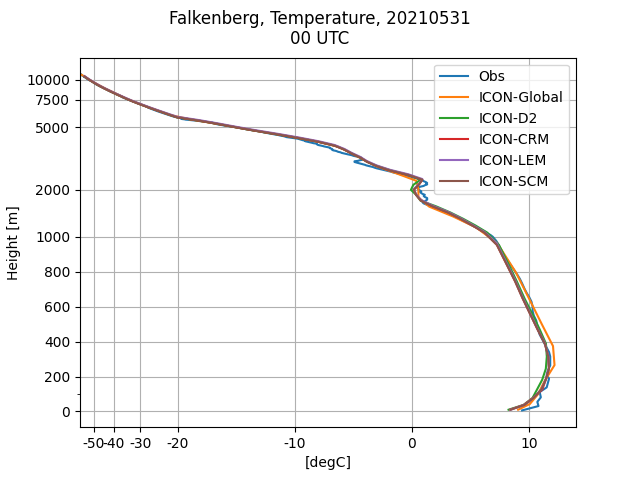 Falkenberg, Temperature, 20210531
00 UTC
Obs
ICON-Global
ICON-D2
ICON-CRM
ICON-LEM
ICON-SCM
Height [m]
10000
7500
5000
2000
1000
800
600
400
200
0
-50 -40 -30 -20 -10 0 10
[degC]